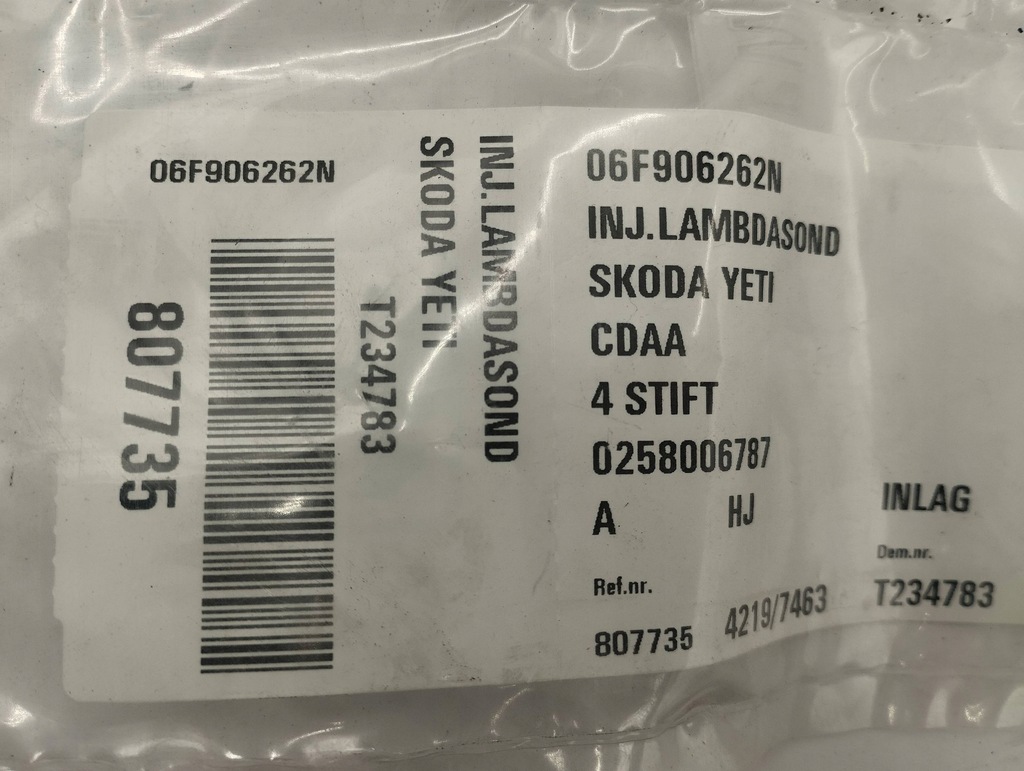 06F906262N
807735
T234783
SKODA YETI
INJ.LAMBDASOND
06F906262N
INJ.LAMBDASOND
SKODA YETI
CDAA
4 STIFT
0258006787
A HJ INLAG
Ref.nr. Dem.nr.
807735 4219/7463 T234783